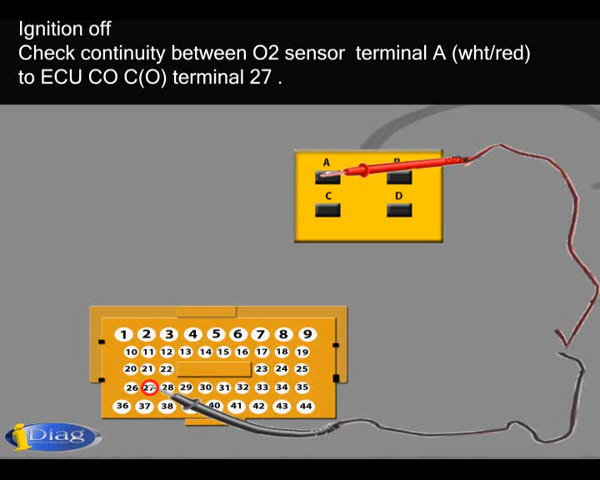 Ignition off
Check continuity between O2 sensor terminal A (wht/red)
to ECU CO C(O) terminal 27 .
A
C D
1 2 3 4 5 6 7 8 9
10 11 12 13 14 15 16 17 18 19
20 21 22 23 24 25
26 27 28 29 30 31 32 33 34 35
36 37 38 40 41 42 43 44
iDiag